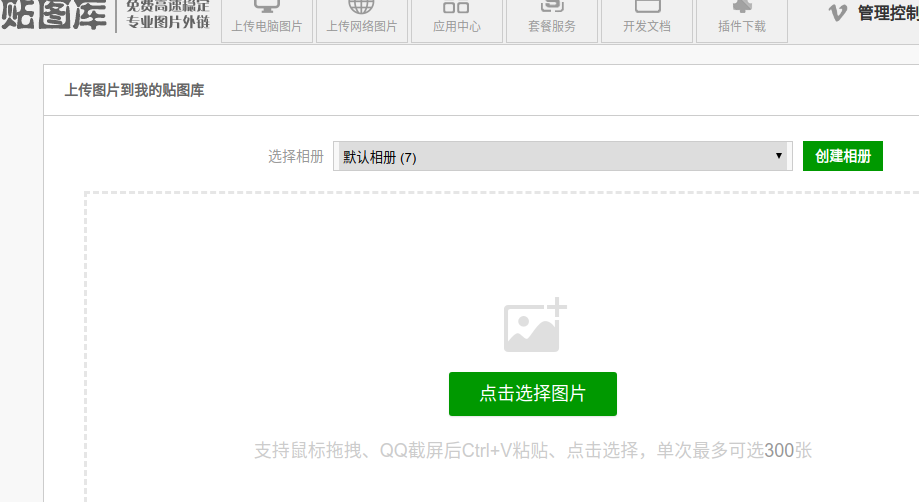 贴图库
免费高速稳定
专业图片外链
上传电脑图片
上传网络图片
应用中心
套餐服务
开发文档
插件下载
管理控制
上传图片到我的贴图库
选择相册
默认相册 (7)
创建相册
点击选择图片
支持鼠标拖拽、QQ截屏后Ctrl+V粘贴、点击选择，单次最多可选300张